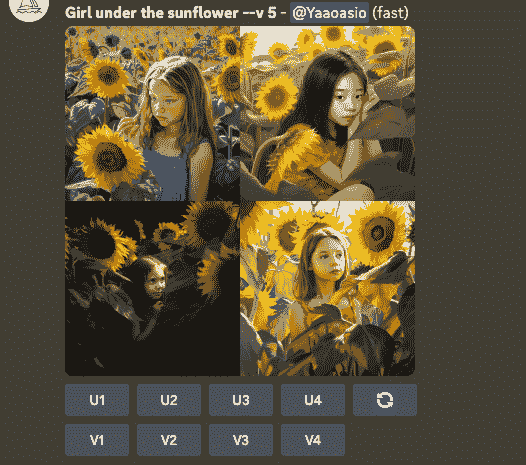 Girl under the sunflower --v 5 - @Yaaoasio (fast)
U1 U2 U3 U4
V1 V2 V3 V4